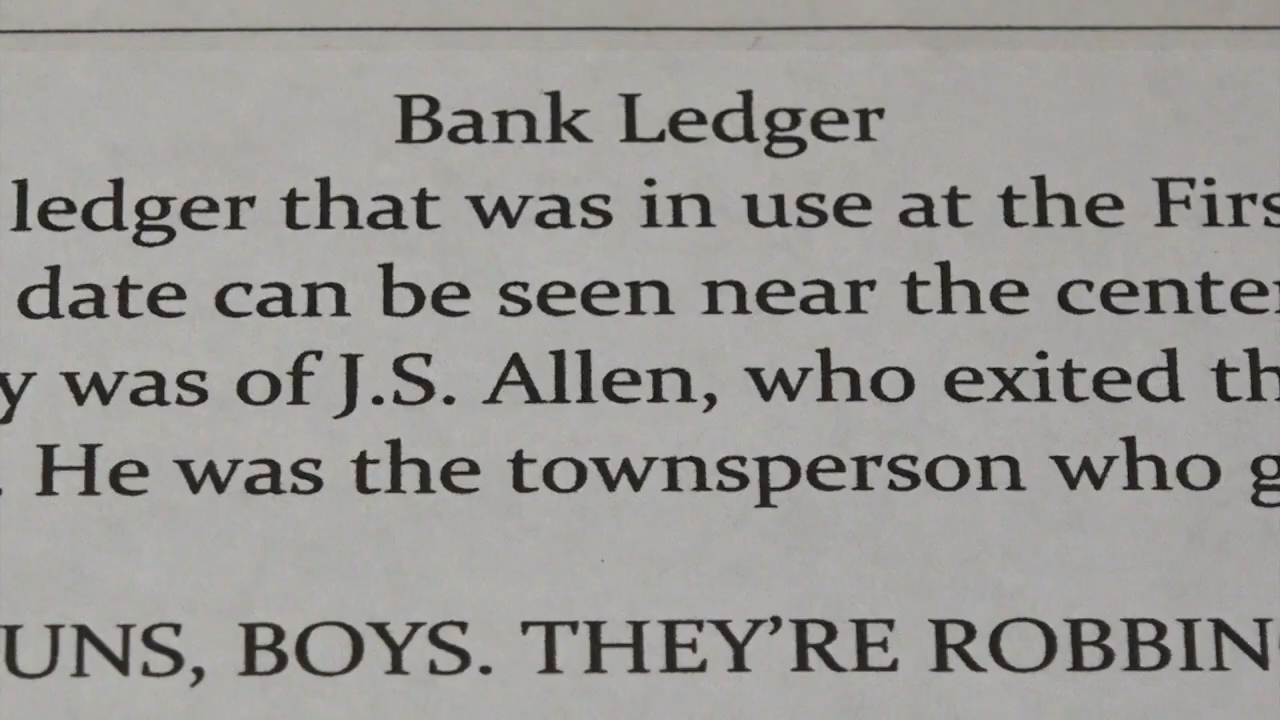 Bank Ledger
ledger that was in use at the Firs
date can be seen near the center
y was of J.S. Allen, who exited th
. He was the townsperson who g
UNS, BOYS. THEY’RE ROBBIN